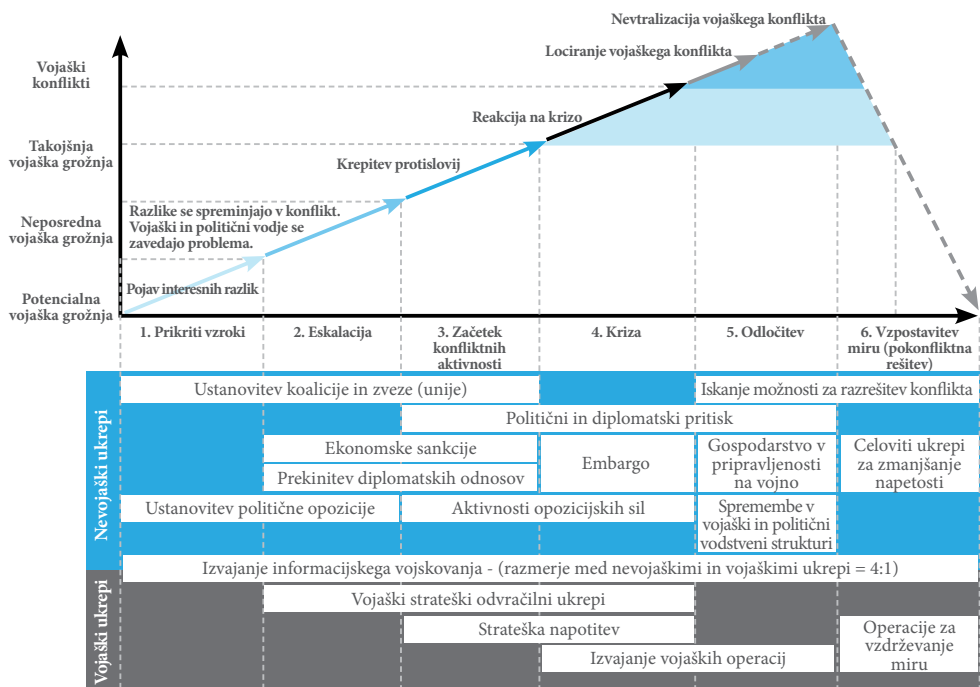 Nevtralizacija vojaškega konflikta
Lociranje vojaškega konflikta
Vojaški
konflikti
Reakcija na krizo
Takojšnja
vojaška grožnja
Krepitev protislovij
Neposredna
vojaška grožnja
Razlike se spreminjajo v konflikt.
Vojaški in politični vodje se
zavedajo problema.
Pojav interesnih razlik
Potencialna
vojaška grožnja
1. Prikriti vzroki
2. Eskalacija
3. Začetek
konfliktnih
aktivnosti
4. Kriza
5. Odločitev
6. Vzpostavitev
miru (pokonfliktna
rešitev)
Nevojaški ukrepi
Ustanovitev koalicije in zveze (unije)
Iskanje možnosti za razrešitev konflikta
Politični in diplomatski pritisk
Ekonomske sankcije
Prekinitev diplomatskih odnosov
Embargo
Gospodarstvo v
pripravljenosti
na vojno
Celoviti ukrepi
za zmanjšanje
napetosti
Ustanovitev politične opozicije
Aktivnosti opozicijskih sil
Spremembe v
vojaški in politični
vodstveni strukturi
Izvajanje informacijskega vojskovanja - (razmerje med nevojaškimi in vojaškimi ukrepi = 4:1)
Vojaški ukrepi
Vojaški strateški odvračilni ukrepi
Strateška napotitev
Izvajanje vojaških operacij
Operacije za
vzdrževanje
miru